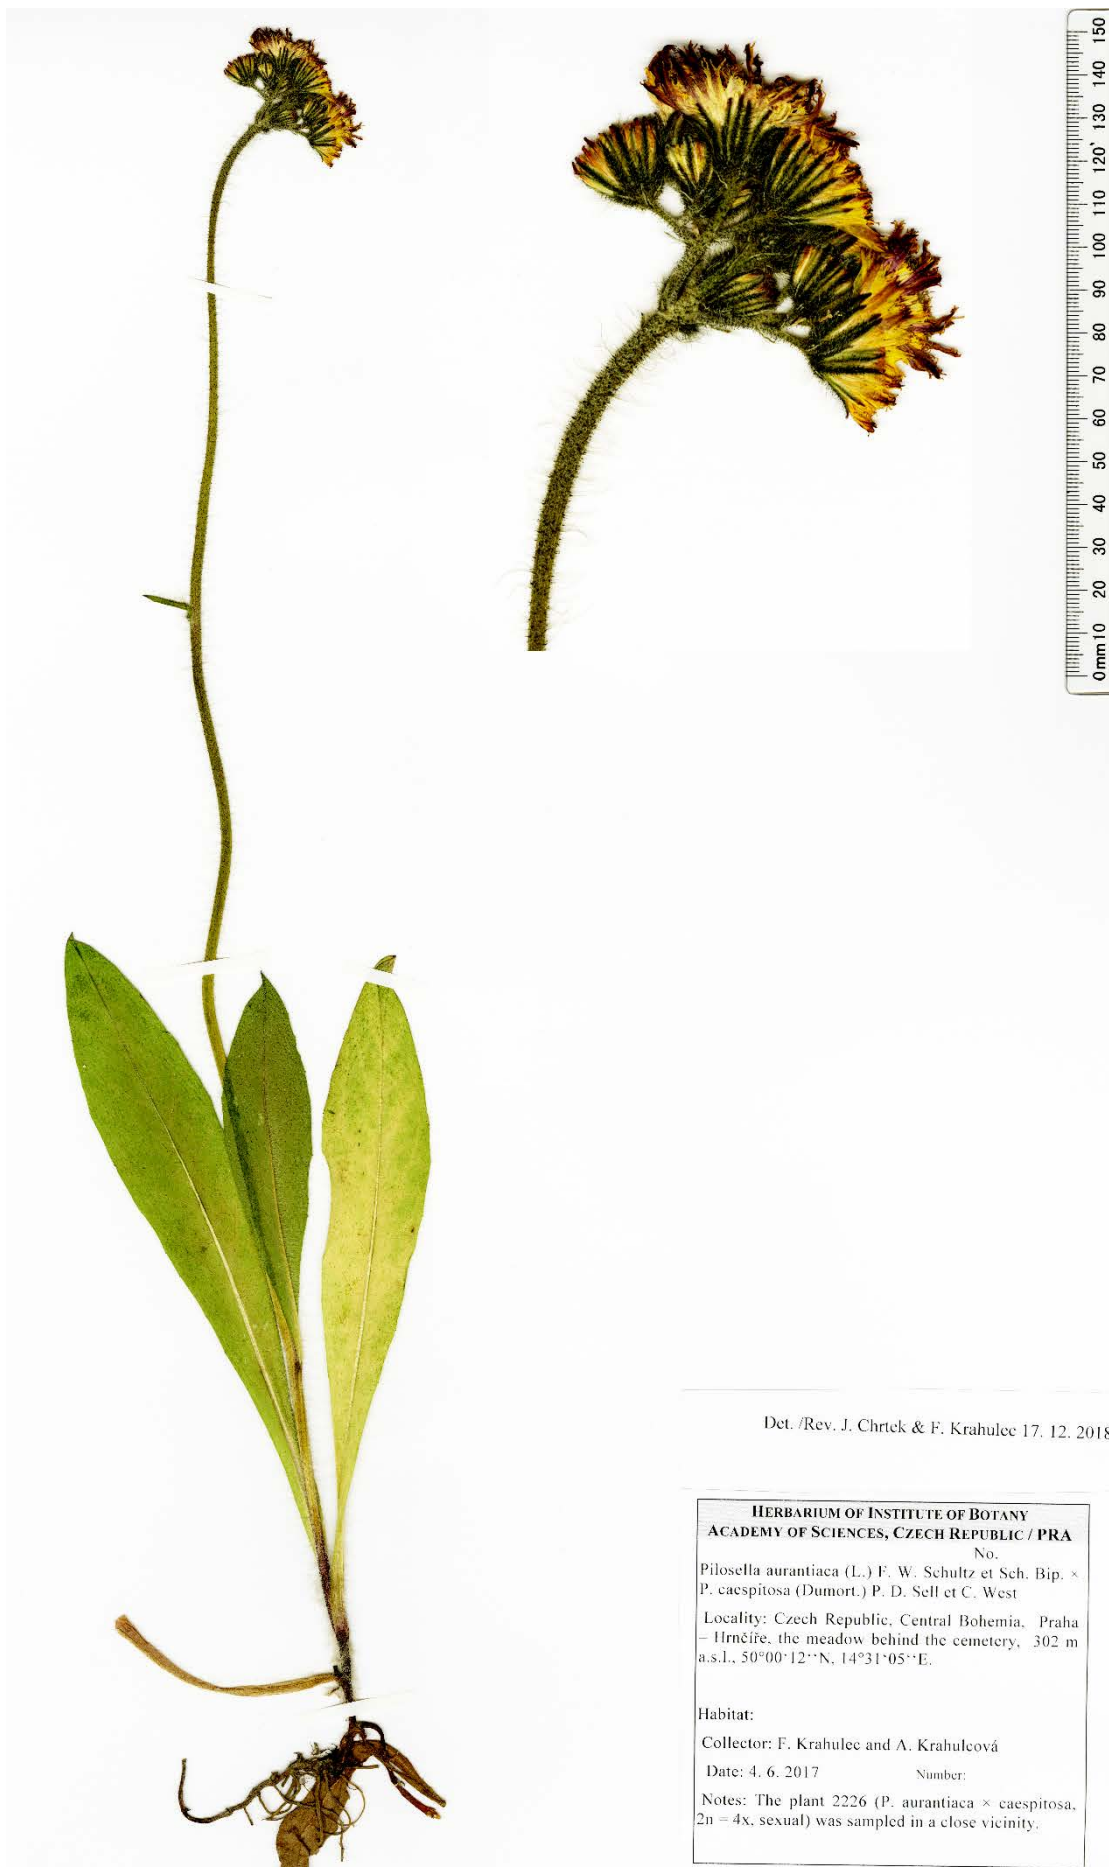 150
140
130
120
110
100
90
80
70
60
50
40
30
20
10
0mm
Det. /Rev. J. Chrtek & F. Krahulec 17. 12. 2018
HERBARIUM OF INSTITUTE OF BOTANY
ACADEMY OF SCIENCES, CZECH REPUBLIC / PRA
No.
Pilosella aurantiaca (L.) F. W. Schultz et Sch. Bip. ×
P. caespitosa (Dumort.) P. D. Sell et C. West
Locality: Czech Republic, Central Bohemia, Praha
– Hrnčíře, the meadow behind the cemetery, 302 m
a.s.l., 50°00'12''N, 14°31'05''E.
Habitat:
Collector: F. Krahulec and A. Krahulcová
Date: 4. 6. 2017 Number:
Notes: The plant 2226 (P. aurantiaca × caespitosa,
2n = 4x, sexual) was sampled in a close vicinity.